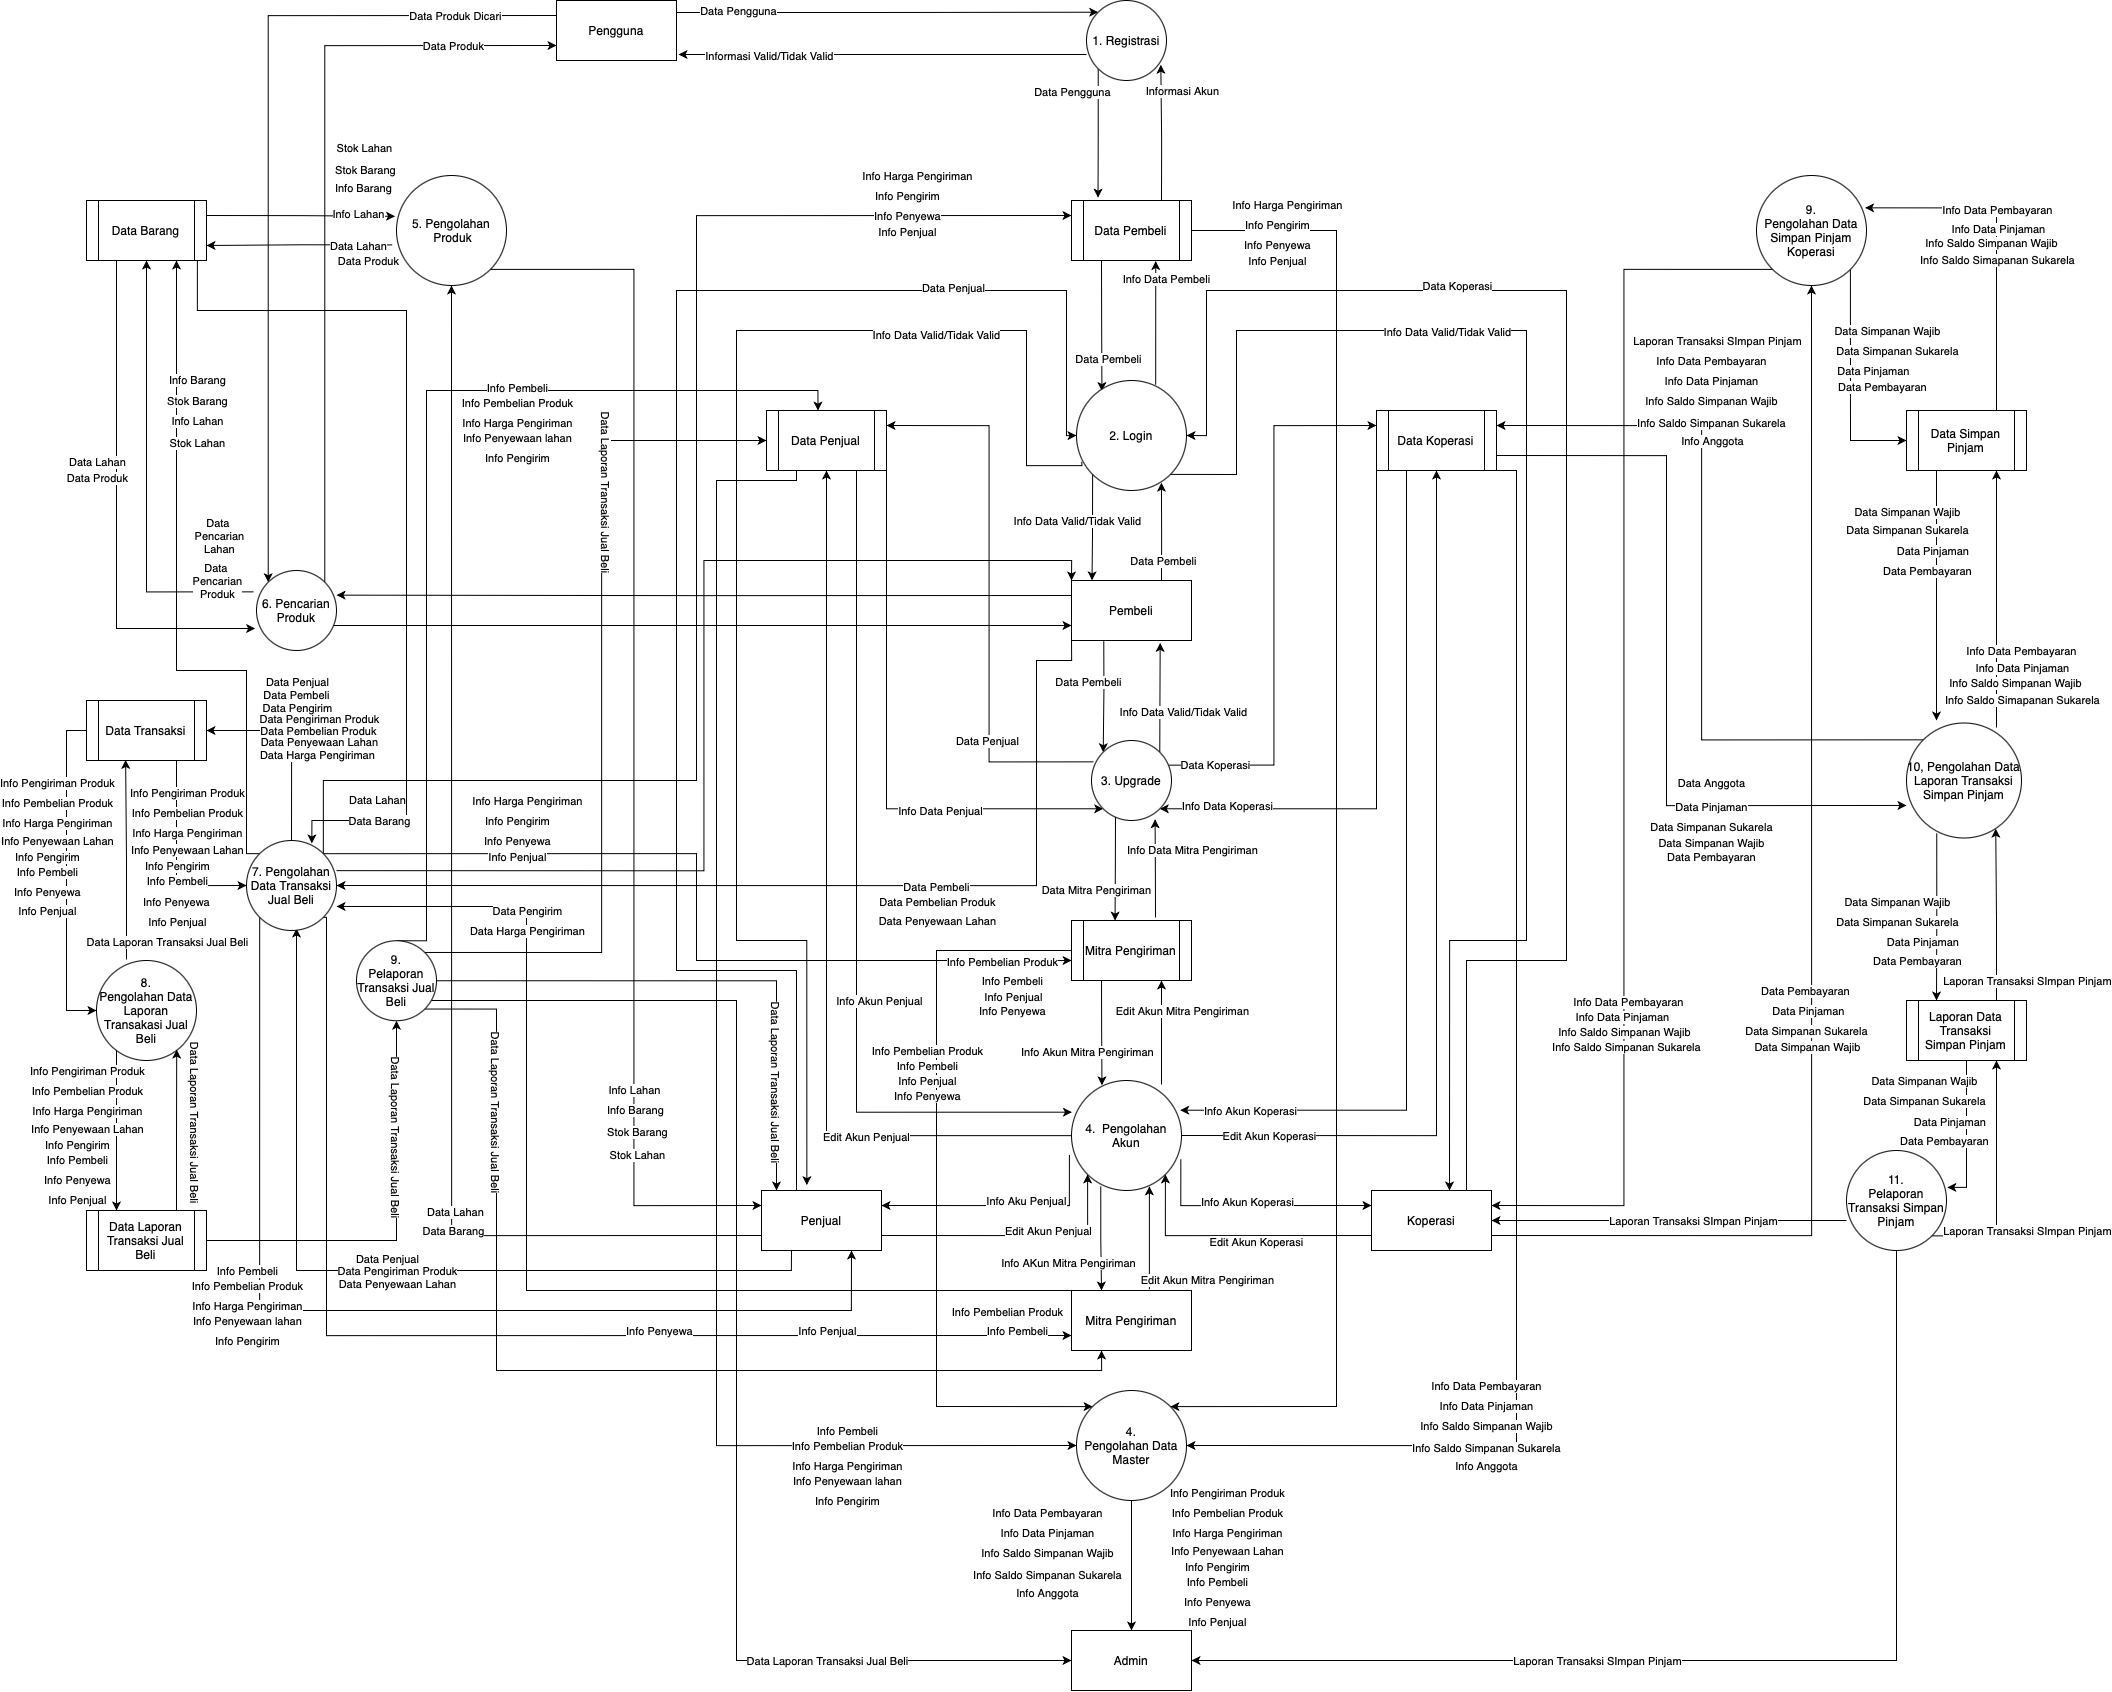 Data Produk Dicari
Pengguna
Data Pengguna
1. Registrasi
Data Produk
Informasi Valid/Tidak Valid
Data Pengguna
Informasi Akun
Stok Lahan
Stok Barang
Info Barang
Info Lahan
5. Pengolahan
Produk
Data Barang
Data Lahan
Data Produk
Info Harga Pengiriman
Info Pengirim
Info Penyewa
Info Penjual
Data Pembeli
Info Harga Pengiriman
Info Pengirim
Info Penyewa
Info Penjual
9.
Pengolahan Data
Simpan Pinjam
Koperasi
Info Data Pembayaran
Info Data Pinjaman
Info Saldo Simpanan Wajib
Info Saldo Simapanan Sukarela
Info Data Pembeli
Data Penjual
Data Koperasi
Info Data Valid/Tidak Valid
Info Data Valid/Tidak Valid
Data Pembeli
Laporan Transaksi SImpan Pinjam
Info Data Pembayaran
Info Data Pinjaman
Info Saldo Simpanan Wajib
Info Saldo Simpanan Sukarela
Info Anggota
Data Simpanan Wajib
Data Simpanan Sukarela
Data Pinjaman
Data Pembayaran
Info Barang
Stok Barang
Info Lahan
Stok Lahan
Data Lahan
Data Produk
Info Pembeli
Info Pembelian Produk
Info Harga Pengiriman
Info Penyewaan lahan
Info Pengirim
Data Laporan Transaksi Jual Beli
Data Penjual
2. Login
Data Koperasi
Data Simpan
Pinjam
Data
Pencarian
Lahan
Data
Pencarian
Produk
Info Data Valid/Tidak Valid
Data Pembeli
Data Simpanan Wajib
Data Simpanan Sukarela
Data Pinjaman
Data Pembayaran
6. Pencarian
Produk
Pembeli
Data Pembeli
Info Data Valid/Tidak Valid
Info Data Pembayaran
Info Data Pinjaman
Info Saldo Simpanan Wajib
Info Saldo Simapanan Sukarela
Data Penjual
Data Pembeli
Data Pengirim
Data Pengiriman Produk
Data Pembelian Produk
Data Penyewaan Lahan
Data Harga Pengiriman
Data Transaksi
Data Penjual
3. Upgrade
Data Koperasi
Info Data Penjual
Info Data Koperasi
10, Pengolahan Data
Laporan Transaksi
Simpan Pinjam
Data Anggota
Data Pinjaman
Data Simpanan Sukarela
Data Simpanan Wajib
Data Pembayaran
Info Pengiriman Produk
Info Pembelian Produk
Info Harga Pengiriman
Info Penyewaan Lahan
Info Pengirim
Info Pembeli
Info Penyewa
Info Penjual
Info Pengiriman Produk
Info Pembelian Produk
Info Harga Pengiriman
Info Penyewaan Lahan
Info Pengirim
Info Pembeli
Info Penyewa
Info Penjual
Data Laporan Transaksi Jual Beli
Data Lahan
Data Barang
Info Harga Pengiriman
Info Pengirim
Info Penyewa
Info Penjual
7. Pengolahan
Data Transaksi
Jual Beli
Info Data Mitra Pengiriman
Data Mitra Pengiriman
Data Pembeli
Data Pembelian Produk
Data Penyewaan Lahan
Data Pengirim
Data Harga Pengiriman
Data Simpanan Wajib
Data Simpanan Sukarela
Data Pinjaman
Data Pembayaran
Laporan Transaksi SImpan Pinjam
8.
Pengolahan Data
Laporan
Transakasi Jual
Beli
9.
Pelaporan
Transaksi Jual
Beli
Mitra Pengiriman
Info Pembelian Produk
Info Pembeli
Info Penjual
Info Penyewa
Info Akun Penjual
Edit Akun Mitra Pengiriman
Info Akun Mitra Pengiriman
Info Data Pembayaran
Info Data Pinjaman
Info Saldo Simpanan Wajib
Info Saldo Simpanan Sukarela
Data Pembayaran
Data Pinjaman
Data Simpanan Sukarela
Data Simpanan Wajib
Laporan Data
Transaksi
Simpan Pinjam
Info Pengiriman Produk
Info Pembelian Produk
Info Harga Pengiriman
Info Penyewaan Lahan
Info Pengirim
Info Pembeli
Info Penyewa
Info Penjual
Data Laporan Transaksi Jual Beli
Data Laporan Transaksi Jual Beli
Data Laporan Transaksi Jual Beli
Data Laporan Transaksi Jual Beli
Info Lahan
Info Barang
Stok Barang
Stok Lahan
Info Pembelian Produk
Info Pembeli
Info Penjual
Info Penyewa
4.  Pengolahan
Akun
Edit Akun Penjual
Info Akun Koperasi
Edit Akun Koperasi
Data Simpanan Wajib
Data Simpanan Sukarela
Data Pinjaman
Data Pembayaran
11.
Pelaporan
Transaksi Simpan
Pinjam
Data Laporan
Transaksi Jual
Beli
Data Lahan
Data Barang
Penjual
Info Aku Penjual
Edit Akun Penjual
Info Akun Koperasi
Edit Akun Koperasi
Koperasi
Laporan Transaksi SImpan Pinjam
Laporan Transaksi SImpan Pinjam
Data Penjual
Data Pengiriman Produk
Data Penyewaan Lahan
Info AKun Mitra Pengiriman
Edit Akun Mitra Pengiriman
Info Pembeli
Info Pembelian Produk
Info Harga Pengiriman
Info Penyewaan lahan
Info Pengirim
Info Penyewa
Info Penjual
Info Pembelian Produk
Info Pembeli
Mitra Pengiriman
Info Data Pembayaran
Info Data Pinjaman
Info Saldo Simpanan Wajib
Info Saldo Simpanan Sukarela
Info Anggota
4.
Pengolahan Data
Master
Info Pembeli
Info Pembelian Produk
Info Harga Pengiriman
Info Penyewaan lahan
Info Pengirim
Info Data Pembayaran
Info Data Pinjaman
Info Saldo Simpanan Wajib
Info Saldo Simpanan Sukarela
Info Anggota
Info Pengiriman Produk
Info Pembelian Produk
Info Harga Pengiriman
Info Penyewaan Lahan
Info Pengirim
Info Pembeli
Info Penyewa
Info Penjual
Data Laporan Transaksi Jual Beli
Admin
Laporan Transaksi SImpan Pinjam